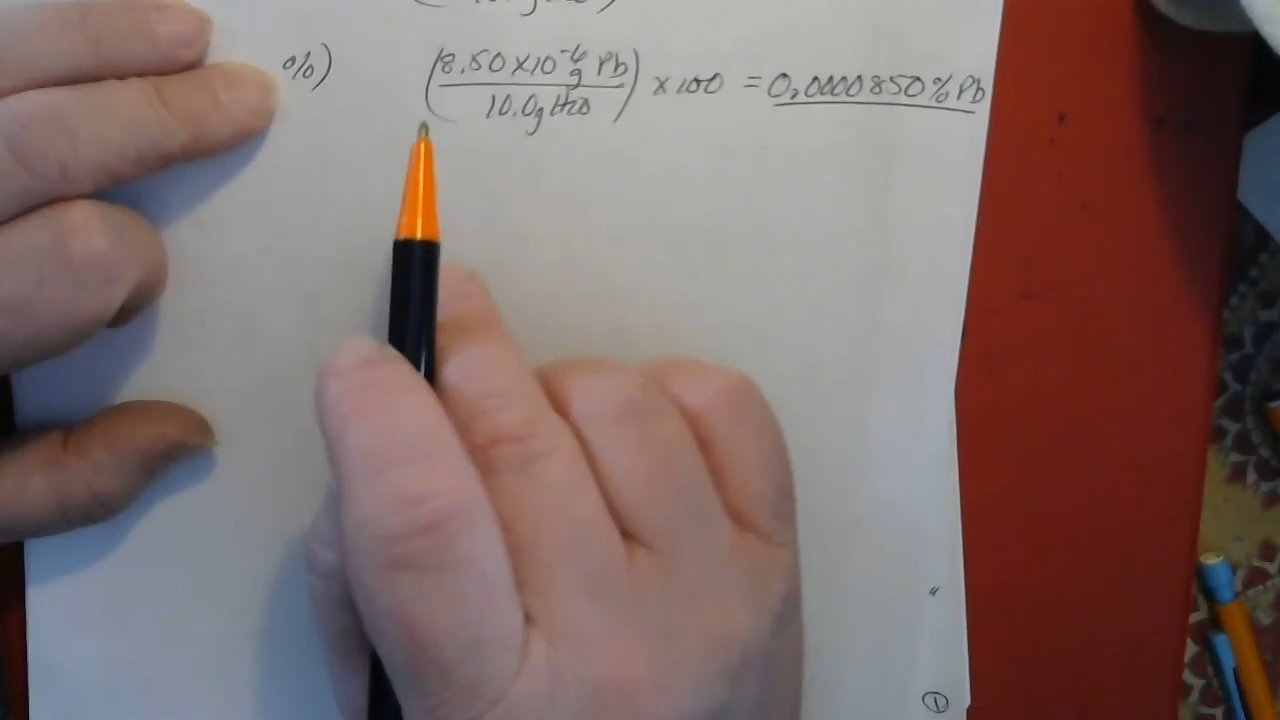 %) (8.50 x 10⁻⁶ g Pb / 10.0 g H₂O) x 100 = 0.0000850% Pb
1